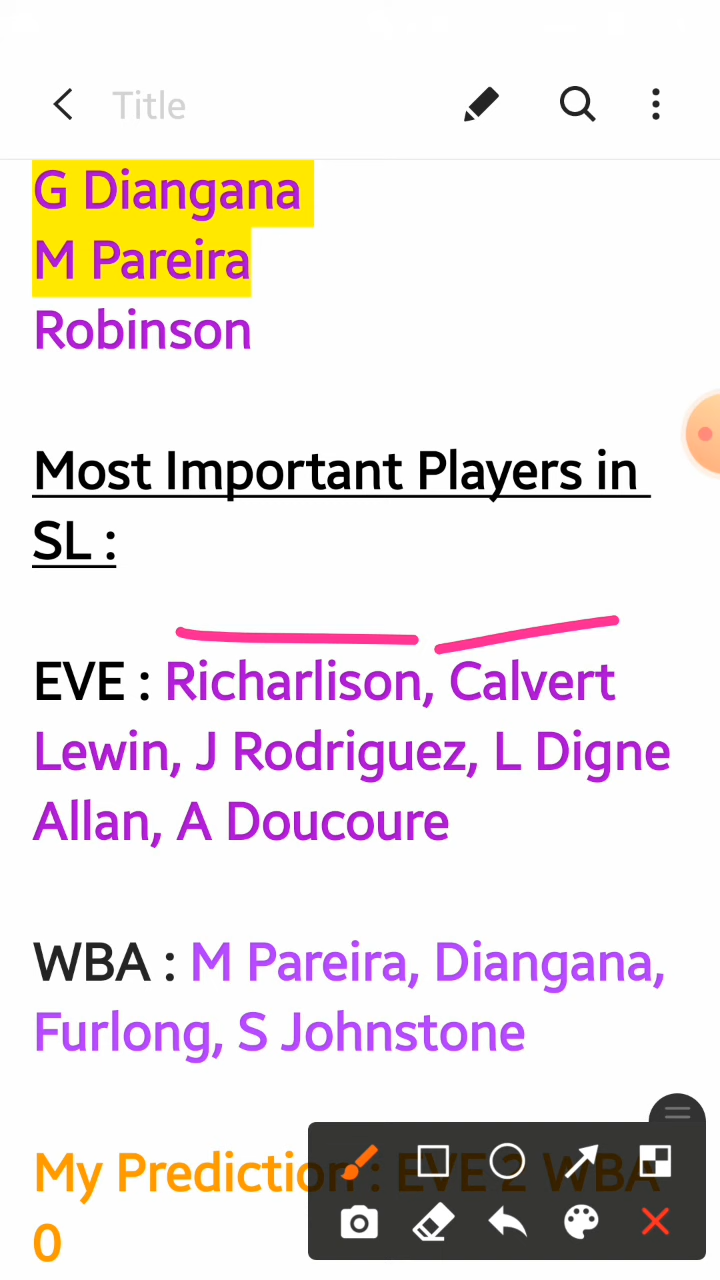 Title
G Diangana
M Pareira
Robinson
Most Important Players in
SL :
EVE : Richarlison, Calvert
Lewin, J Rodriguez, L Digne
Allan, A Doucoure
WBA : M Pareira, Diangana,
Furlong, S Johnstone
My Prediction : EVE 2 WBA
0